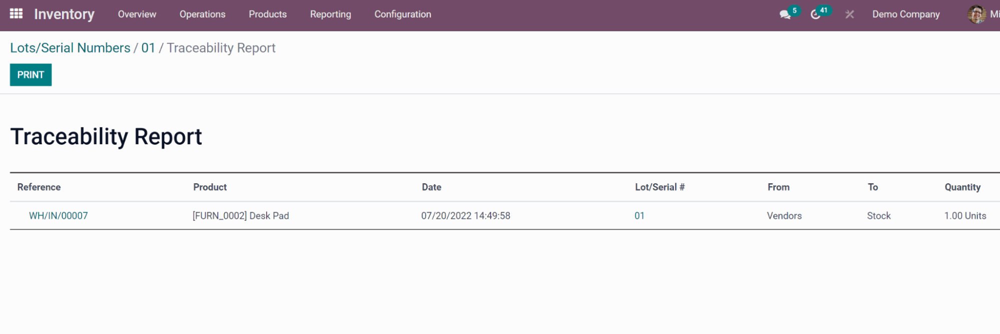 Inventory Overview Operations Products Reporting Configuration 5 41 Demo Company Mi
Lots/Serial Numbers / 01 / Traceability Report
PRINT
Traceability Report
Reference Product Date Lot/Serial # From To Quantity
WH/IN/00007 [FURN_0002] Desk Pad 07/20/2022 14:49:58 01 Vendors Stock 1.00 Units